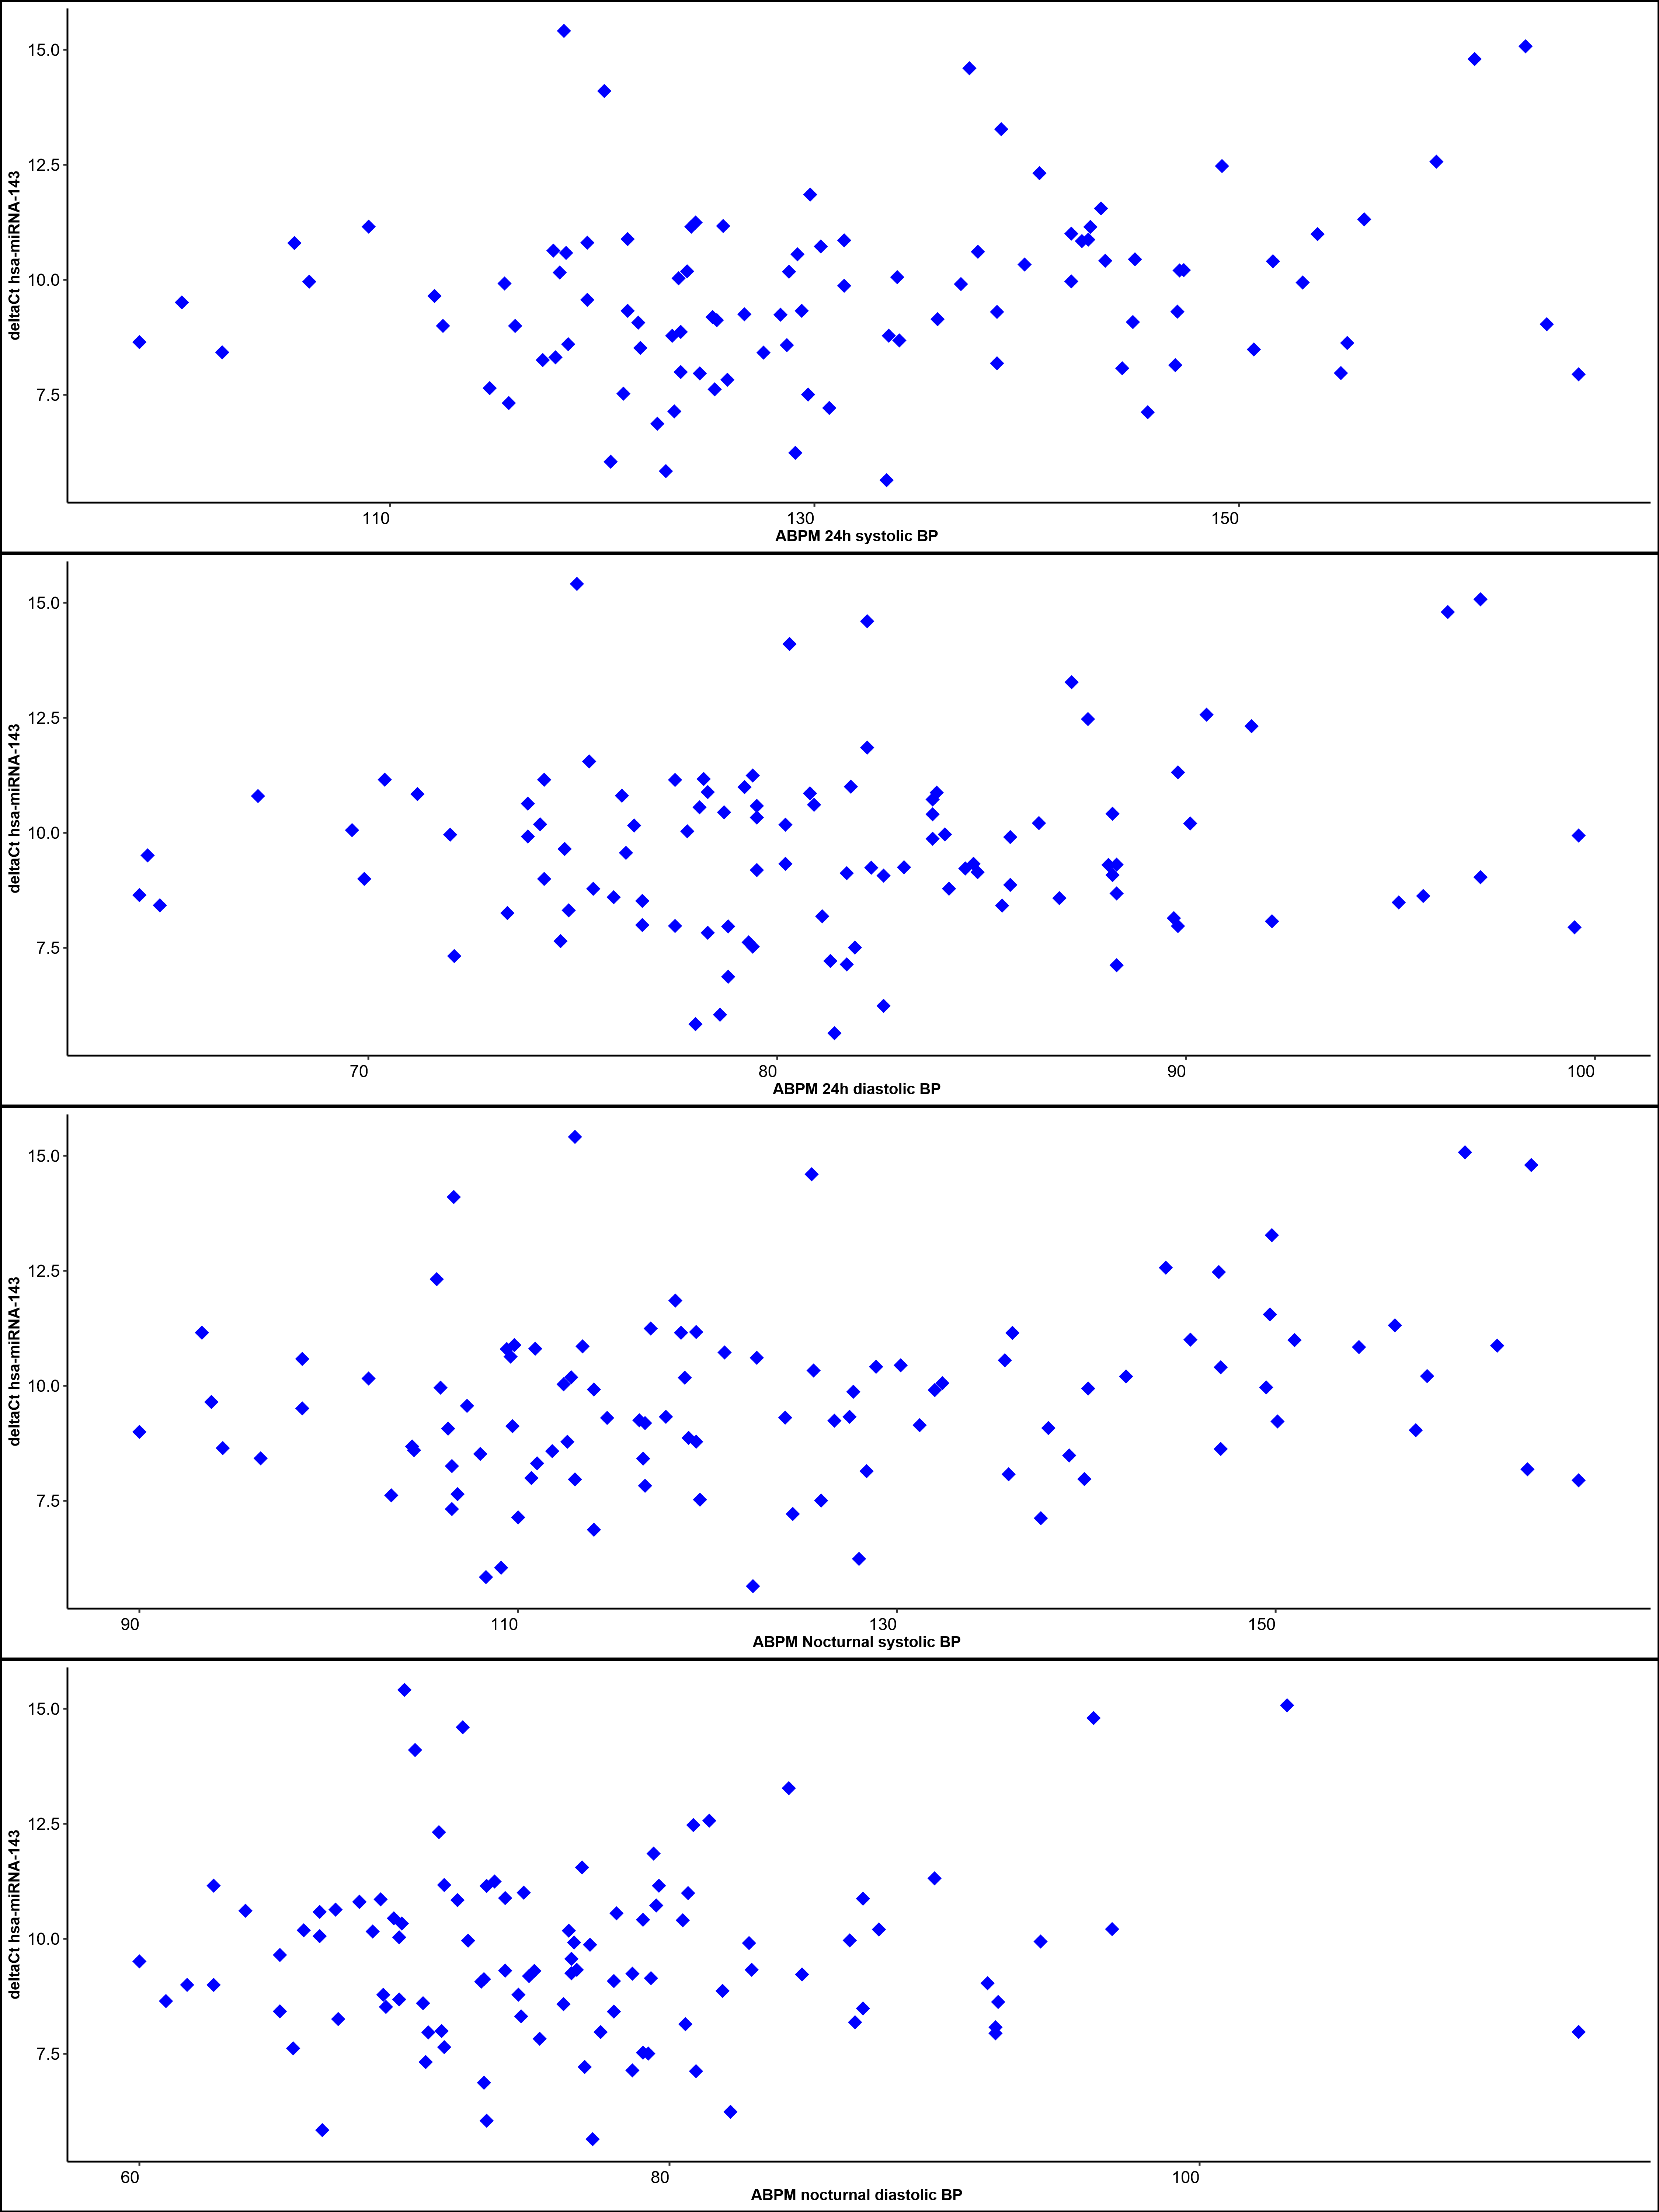 deltaCt hsa-miRNA-143
15.0
12.5
10.0
7.5
110 130 150
ABPM 24h systolic BP
deltaCt hsa-miRNA-143
15.0
12.5
10.0
7.5
70 80 90 100
ABPM 24h diastolic BP
deltaCt hsa-miRNA-143
15.0
12.5
10.0
7.5
90 110 130 150
ABPM Nocturnal systolic BP
deltaCt hsa-miRNA-143
15.0
12.5
10.0
7.5
60 80 100
ABPM nocturnal diastolic BP